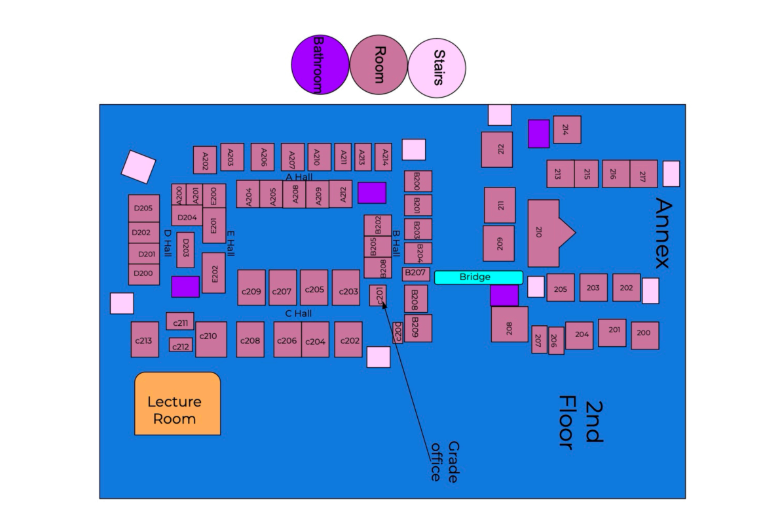 Bathroom
Room
Stairs
A202
A203
A206
A207
A210
A211
A213
A214
A Hall
A200
A201
E200
A204
A205
A208
A209
A212
D205
D204
E201
D202
D203
D201
D200
E202
D Hall
E Hall
B Hall
B200
B201
B202
B203
B205
B204
B206
B207
B208
B209
Bridge
c209
c207
c205
c203
C201
C Hall
c211
c213
c212
c210
c208
c206
c204
c202
C200
Lecture
Room
Grade
office
212
214
213
215
216
217
211
209
210
Annex
205
203
202
208
207
206
204
201
200
2nd
Floor